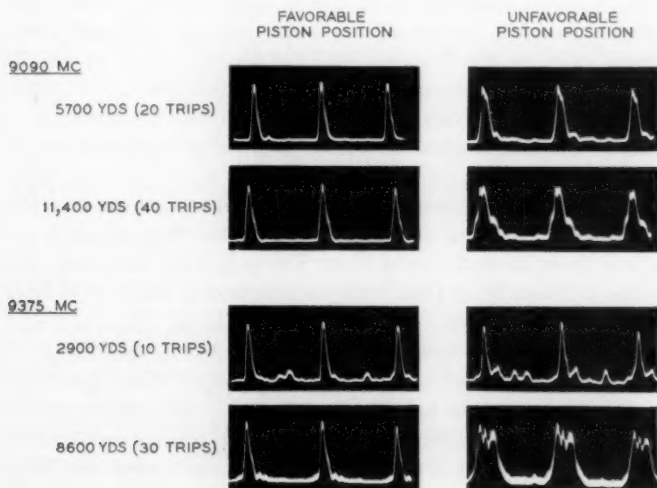 FAVORABLE
PISTON POSITION
UNFAVORABLE
PISTON POSITION
9090 MC
5700 YDS (20 TRIPS)
11,400 YDS (40 TRIPS)
9375 MC
2900 YDS (10 TRIPS)
8600 YDS (30 TRIPS)